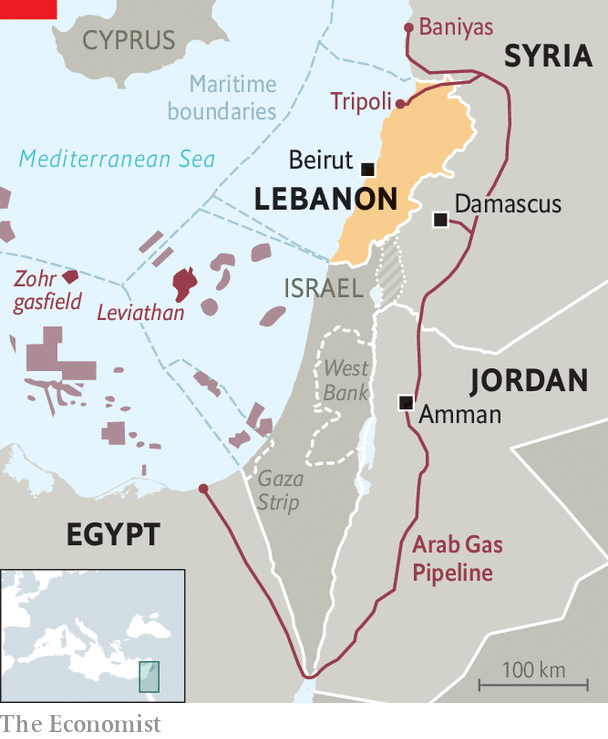 CYPRUS
Baniyas
SYRIA
Maritime
boundaries
Tripoli
Mediterranean Sea
Beirut
LEBANON
Damascus
Zohr
gasfield
Leviathan
ISRAEL
West
Bank
JORDAN
Amman
Gaza
Strip
EGYPT
Arab Gas
Pipeline
100 km
The Economist